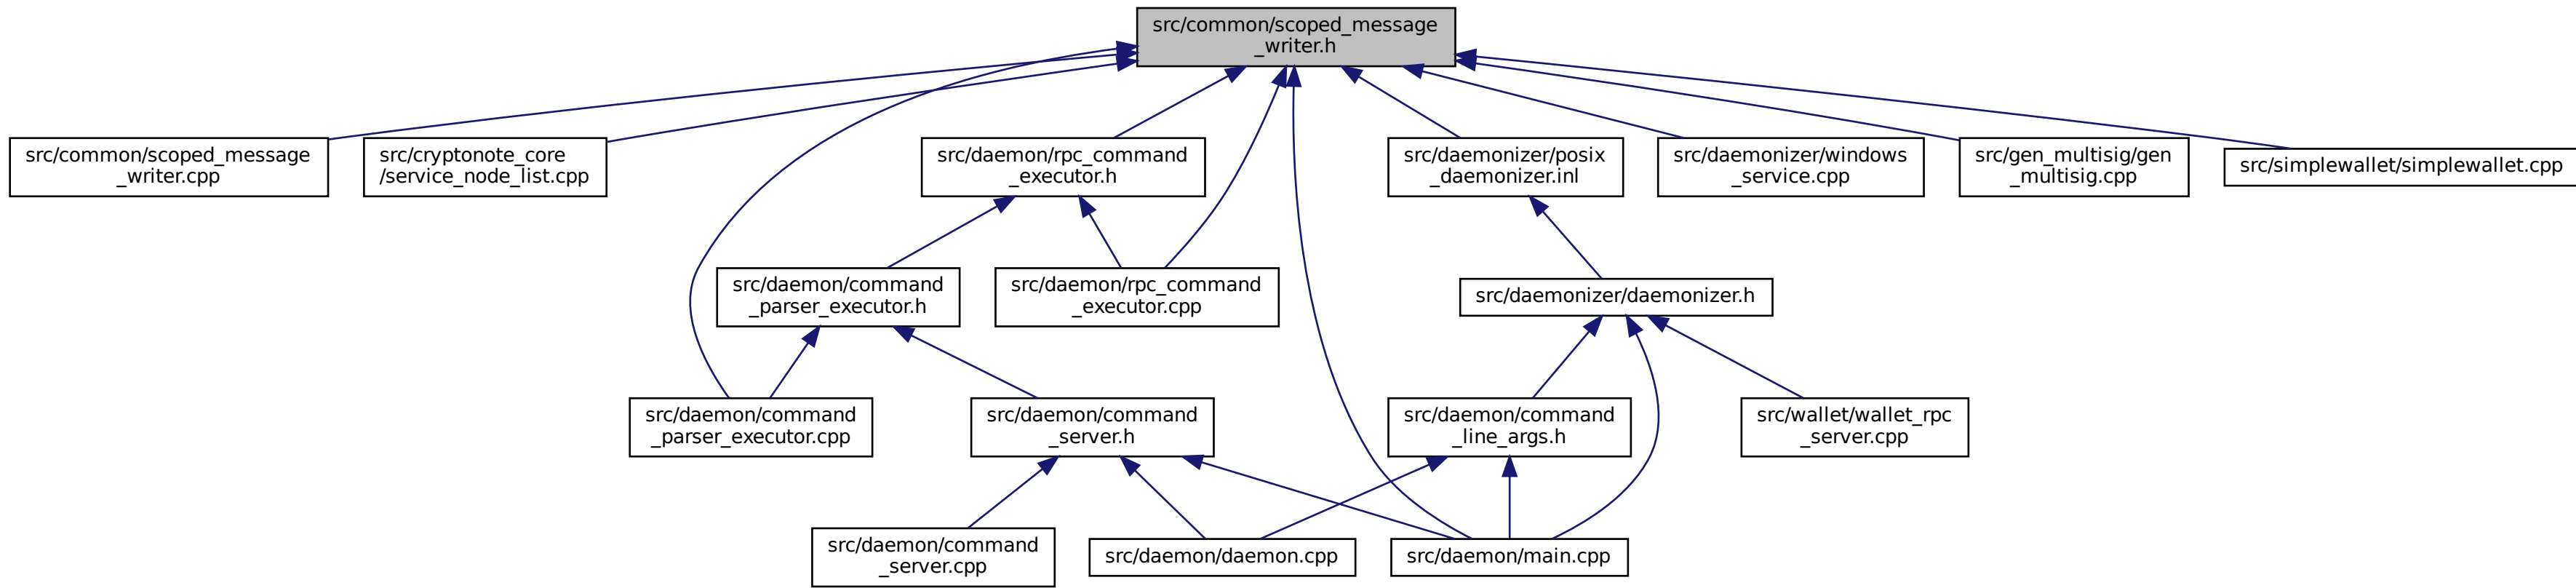 src/common/scoped_message
_writer.h
src/common/scoped_message
_writer.cpp
src/cryptonote_core
/service_node_list.cpp
src/daemon/rpc_command
_executor.h
src/daemonizer/posix
_daemonizer.inl
src/daemonizer/windows
_service.cpp
src/gen_multisig/gen
_multisig.cpp
src/simplewallet/simplewallet.cpp
src/daemon/command
_parser_executor.h
src/daemon/rpc_command
_executor.cpp
src/daemonizer/daemonizer.h
src/daemon/command
_parser_executor.cpp
src/daemon/command
_server.h
src/daemon/command
_line_args.h
src/wallet/wallet_rpc
_server.cpp
src/daemon/command
_server.cpp
src/daemon/daemon.cpp
src/daemon/main.cpp